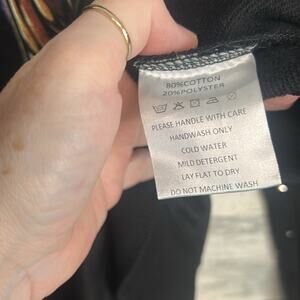 80%COTTON
20%POLYSTER
PLEASE HANDLE WITH CARE
HANDWASH ONLY
COLD WATER
MILD DETERGENT
LAY FLAT TO DRY
DO NOT MACHINE WASH